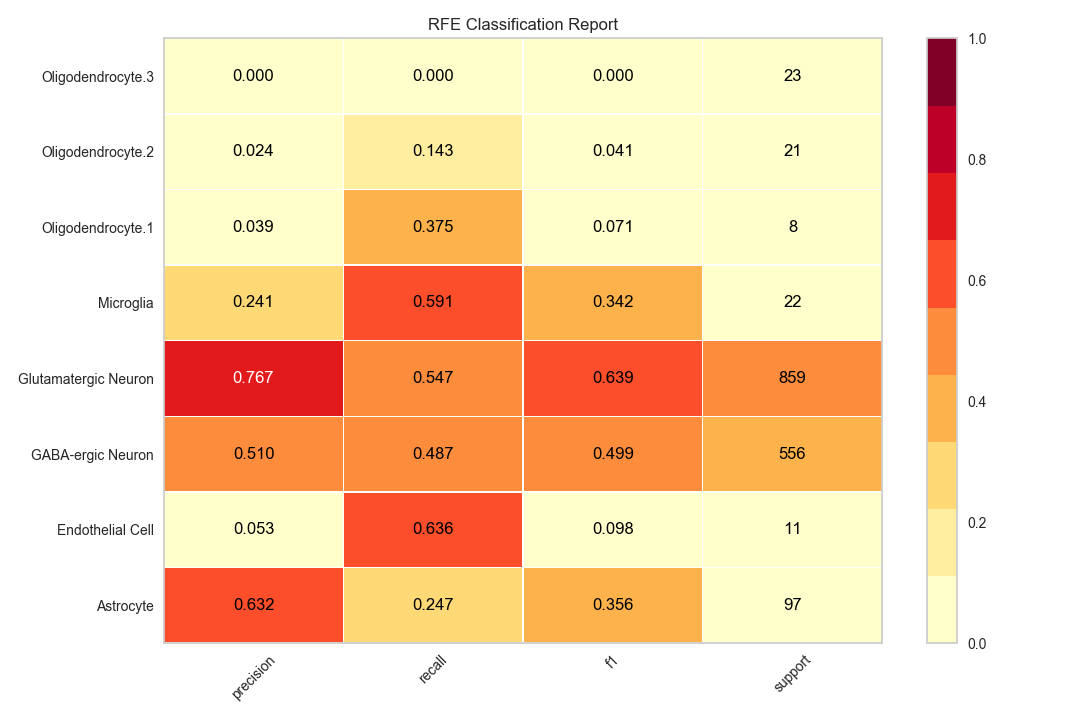 RFE Classification Report
Oligodendrocyte.3 0.000 0.000 0.000 23
Oligodendrocyte.2 0.024 0.143 0.041 21
Oligodendrocyte.1 0.039 0.375 0.071 8
Microglia 0.241 0.591 0.342 22
Glutamatergic Neuron 0.767 0.547 0.639 859
GABA-ergic Neuron 0.510 0.487 0.499 556
Endothelial Cell 0.053 0.636 0.098 11
Astrocyte 0.632 0.247 0.356 97
precision recall f1 support
1.0
0.8
0.6
0.4
0.2
0.0